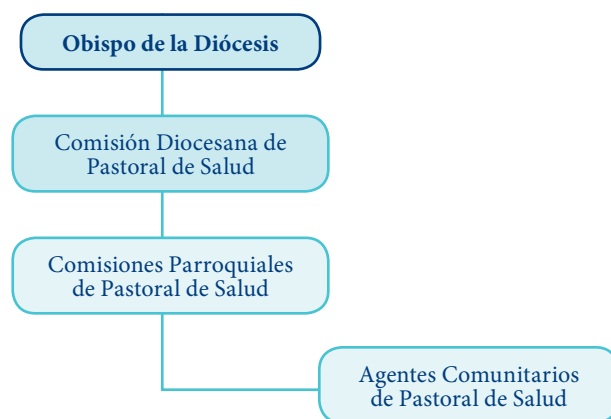 Obispo de la Diócesis
Comisión Diocesana de
Pastoral de Salud
Comisiones Parroquiales
de Pastoral de Salud
Agentes Comunitarios
de Pastoral de Salud